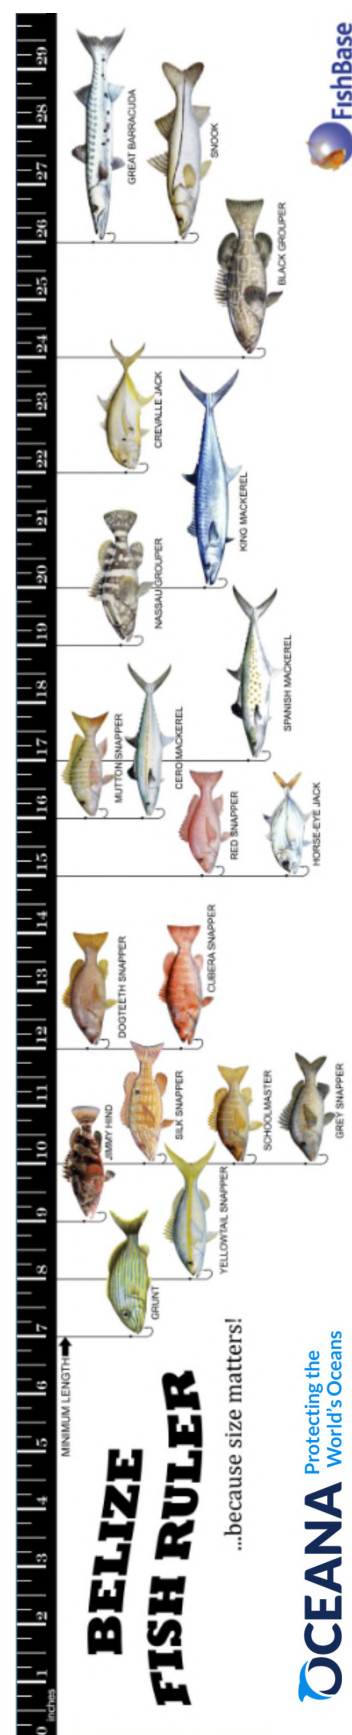 0 1 2 3 4 5 6 7 8 9 10 11 12 13 14 15 16 17 18 19 20 21 22 23 24 25 26 27 28 29
inches
BELIZE
FISH RULER
...because size matters!
OCEANA
Protecting the
World's Oceans
MINIMUM LENGTH
GRUNT
YELLOWTAIL SNAPPER
JIMMY HIND
SILK SNAPPER
SCHOOLMASTER
GREY SNAPPER
DOGTEETH SNAPPER
CUBERA SNAPPER
RED SNAPPER
HORSE-EYE JACK
MUTTON SNAPPER
CERO MACKEREL
SPANISH MACKEREL
NASSAU GROUPER
KING MACKEREL
CREVALLE JACK
BLACK GROUPER
GREAT BARRACUDA
SNOOK
FishBase